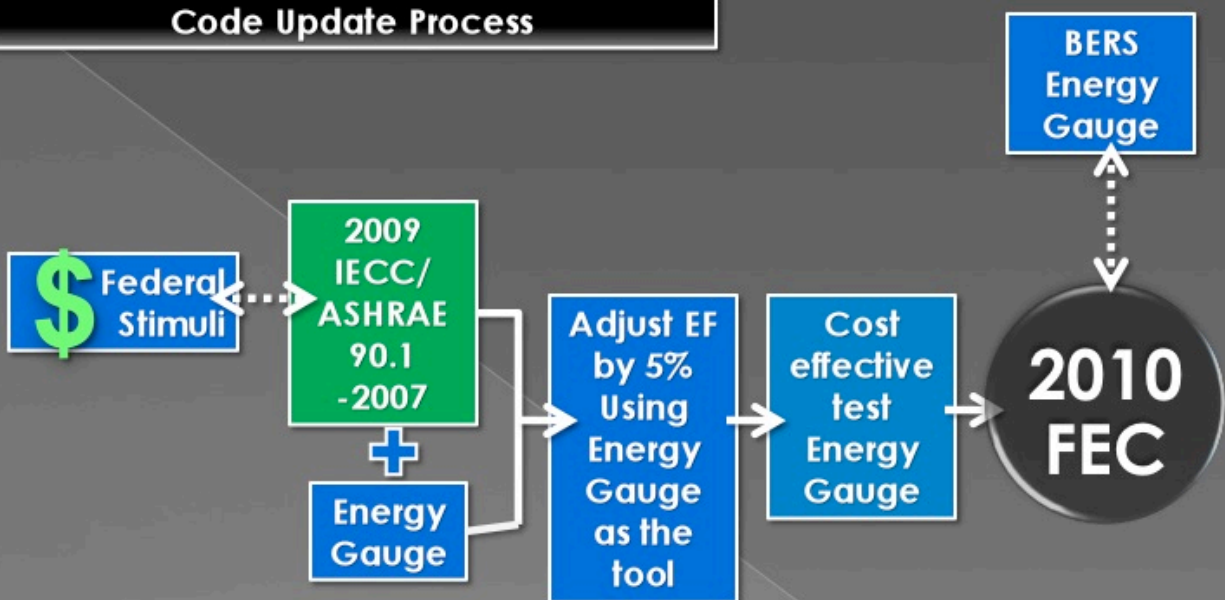 Code Update Process
BERS
Energy
Gauge
2009
IECC/
ASHRAE
90.1
-2007
$
Federal
Stimuli
+
Energy
Gauge
Adjust EF
by 5%
Using
Energy
Gauge
as the
tool
Cost
effective
test
Energy
Gauge
2010
FEC